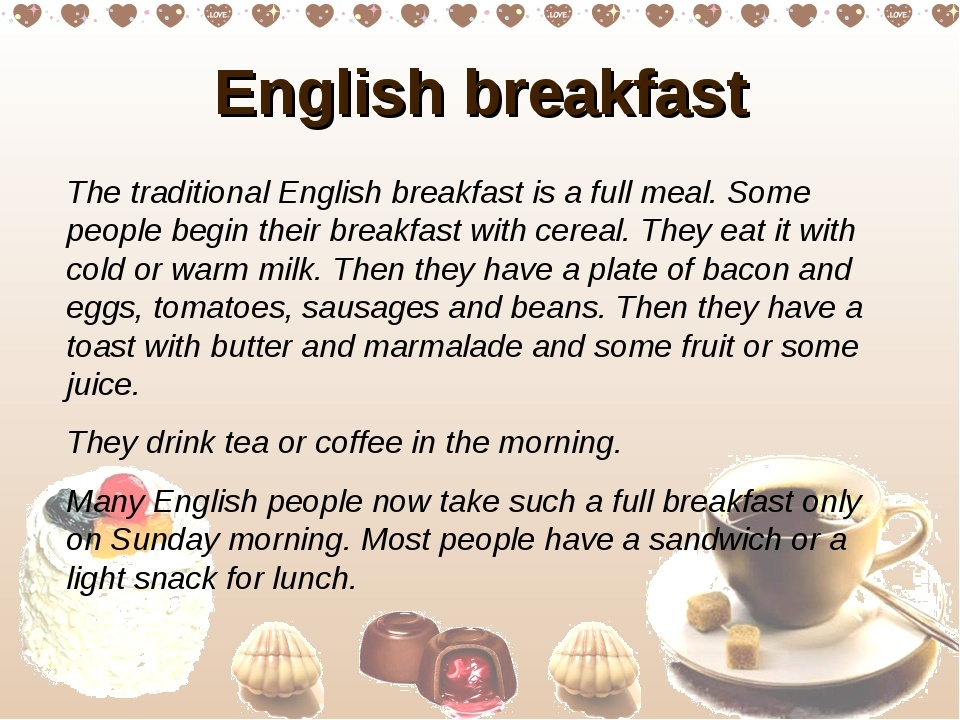 English breakfast
The traditional English breakfast is a full meal. Some
people begin their breakfast with cereal. They eat it with
cold or warm milk. Then they have a plate of bacon and
eggs, tomatoes, sausages and beans. Then they have a
toast with butter and marmalade and some fruit or some
juice.
They drink tea or coffee in the morning.
Many English people now take such a full breakfast only
on Sunday morning. Most people have a sandwich or a
light snack for lunch.